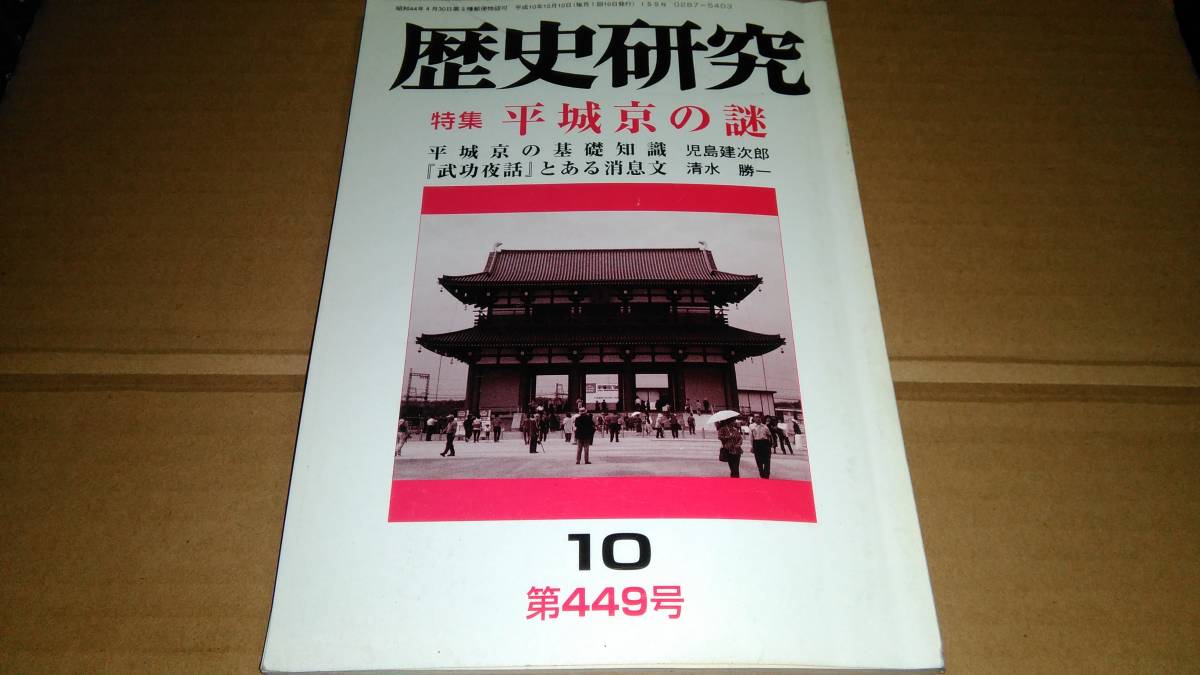 昭和44年4月30日第3種郵便物認可 平成10年10月10日(毎月1回10日発行) ISSN 0287-5403
歴史研究
特集 平城京の謎
平城京の基礎知識 児島建次郎
『武功夜話』とある消息文 清水 勝一
10
第449号